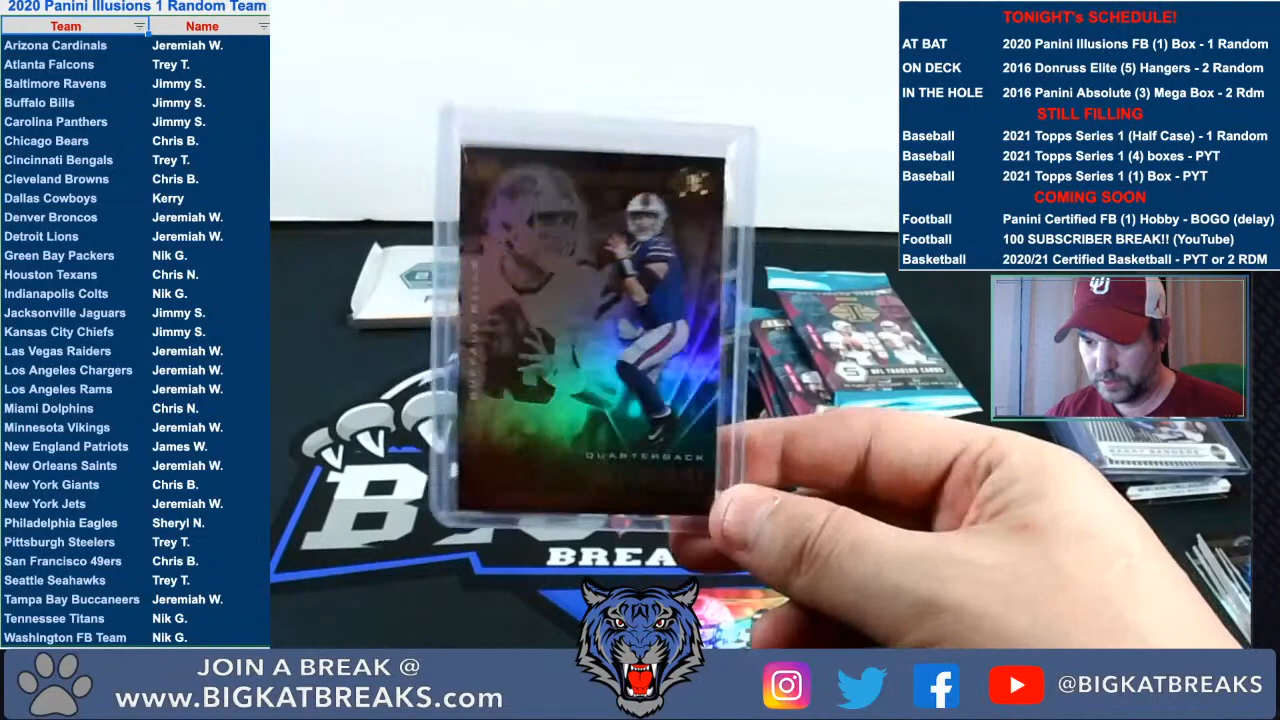 2020 Panini Illusions 1 Random Team
Team Name
Arizona Cardinals Jeremiah W.
Atlanta Falcons Trey T.
Baltimore Ravens Jimmy S.
Buffalo Bills Jimmy S.
Carolina Panthers Jimmy S.
Chicago Bears Chris B.
Cincinnati Bengals Trey T.
Cleveland Browns Chris B.
Dallas Cowboys Kerry
Denver Broncos Jeremiah W.
Detroit Lions Jeremiah W.
Green Bay Packers Nik G.
Houston Texans Chris N.
Indianapolis Colts Nik G.
Jacksonville Jaguars Jimmy S.
Kansas City Chiefs Jimmy S.
Las Vegas Raiders Jeremiah W.
Los Angeles Chargers Jeremiah W.
Los Angeles Rams Jeremiah W.
Miami Dolphins Chris N.
Minnesota Vikings Jeremiah W.
New England Patriots James W.
New Orleans Saints Jeremiah W.
New York Giants Chris B.
New York Jets Jeremiah W.
Philadelphia Eagles Sheryl N.
Pittsburgh Steelers Trey T.
San Francisco 49ers Chris B.
Seattle Seahawks Trey T.
Tampa Bay Buccaneers Jeremiah W.
Tennessee Titans Nik G.
Washington FB Team Nik G.
TONIGHT's SCHEDULE!
AT BAT 2020 Panini Illusions FB (1) Box - 1 Random
ON DECK 2016 Donruss Elite (5) Hangers - 2 Random
IN THE HOLE 2016 Panini Absolute (3) Mega Box - 2 Rdm
STILL FILLING
Baseball 2021 Topps Series 1 (Half Case) - 1 Random
Baseball 2021 Topps Series 1 (4) boxes - PYT
Baseball 2021 Topps Series 1 (1) Box - PYT
COMING SOON
Football Panini Certified FB (1) Hobby - BOGO (delay)
Football 100 SUBSCRIBER BREAK!! (YouTube)
Basketball 2020/21 Certified Basketball - PYT or 2 RDM
QUARTERBACK
NFL TRADING CARDS
5
OU
BARRY SANDERS
B
BREA
JOIN A BREAK @
www.BIGKATBREAKS.com
@BIGKATBREAKS